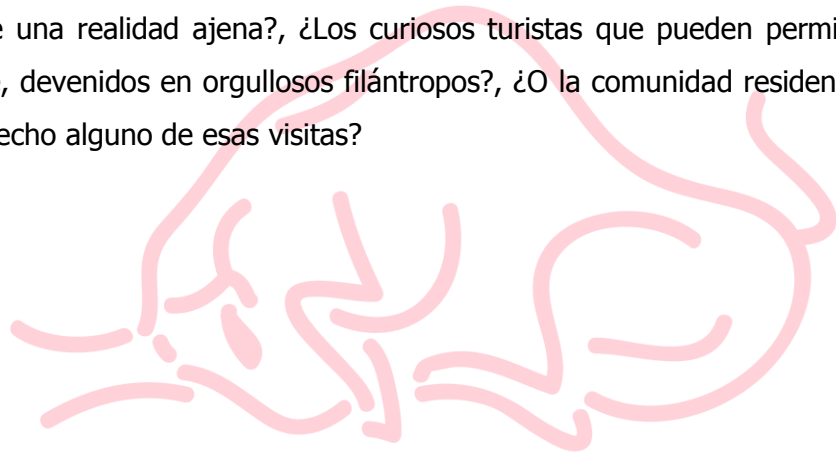 e una realidad ajena?, ¿Los curiosos turistas que pueden permi
, devenidos en orgullosos filántropos?, ¿O la comunidad residen
echo alguno de esas visitas?